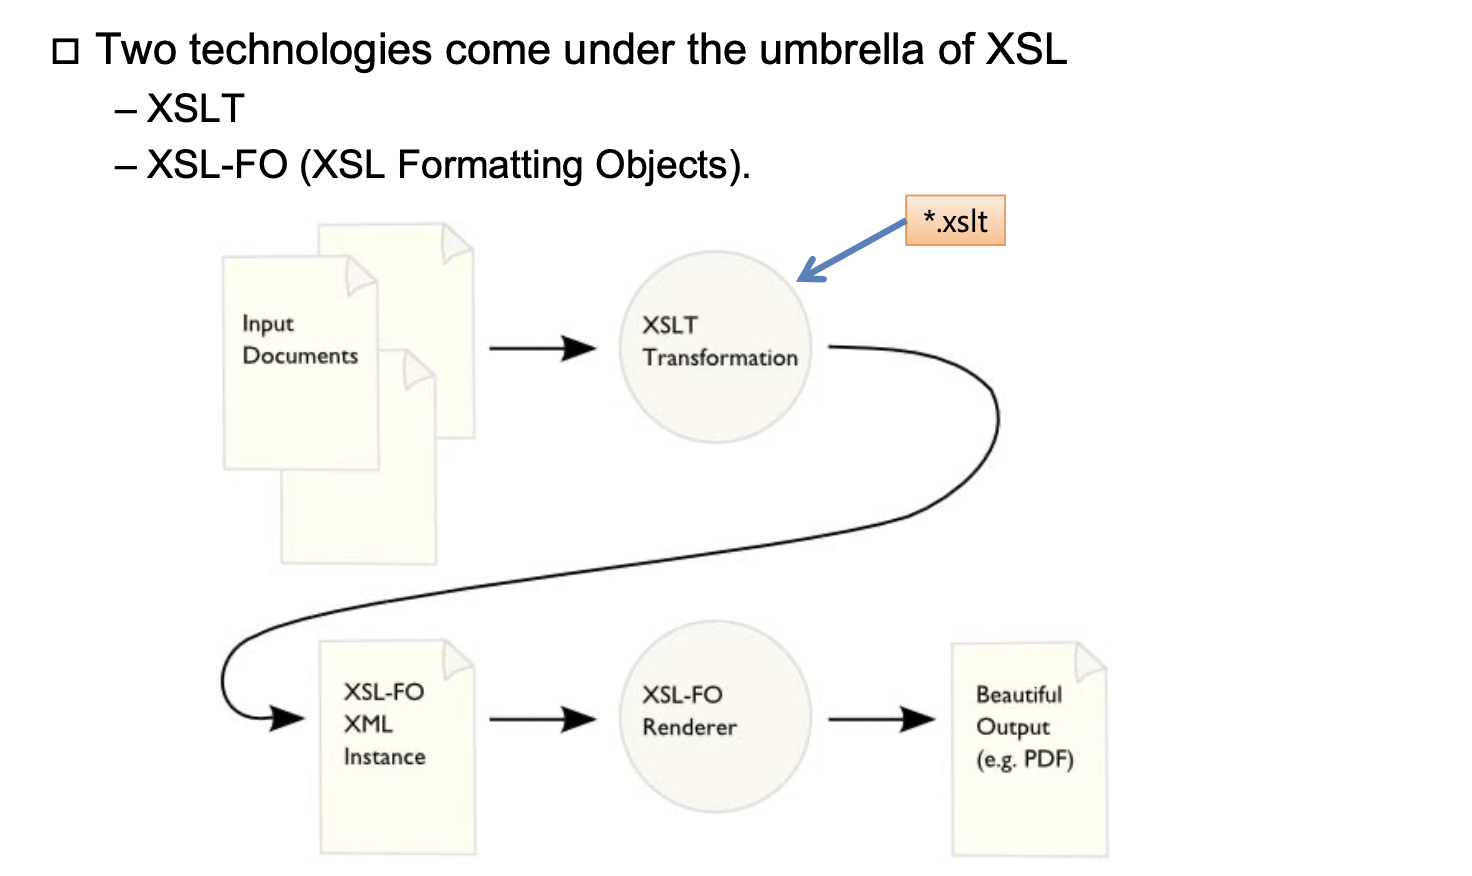 Two technologies come under the umbrella of XSL
– XSLT
– XSL-FO (XSL Formatting Objects).
*.xslt
Input
Documents
XSLT
Transformation
XSL-FO
XML
Instance
XSL-FO
Renderer
Beautiful
Output
(e.g. PDF)